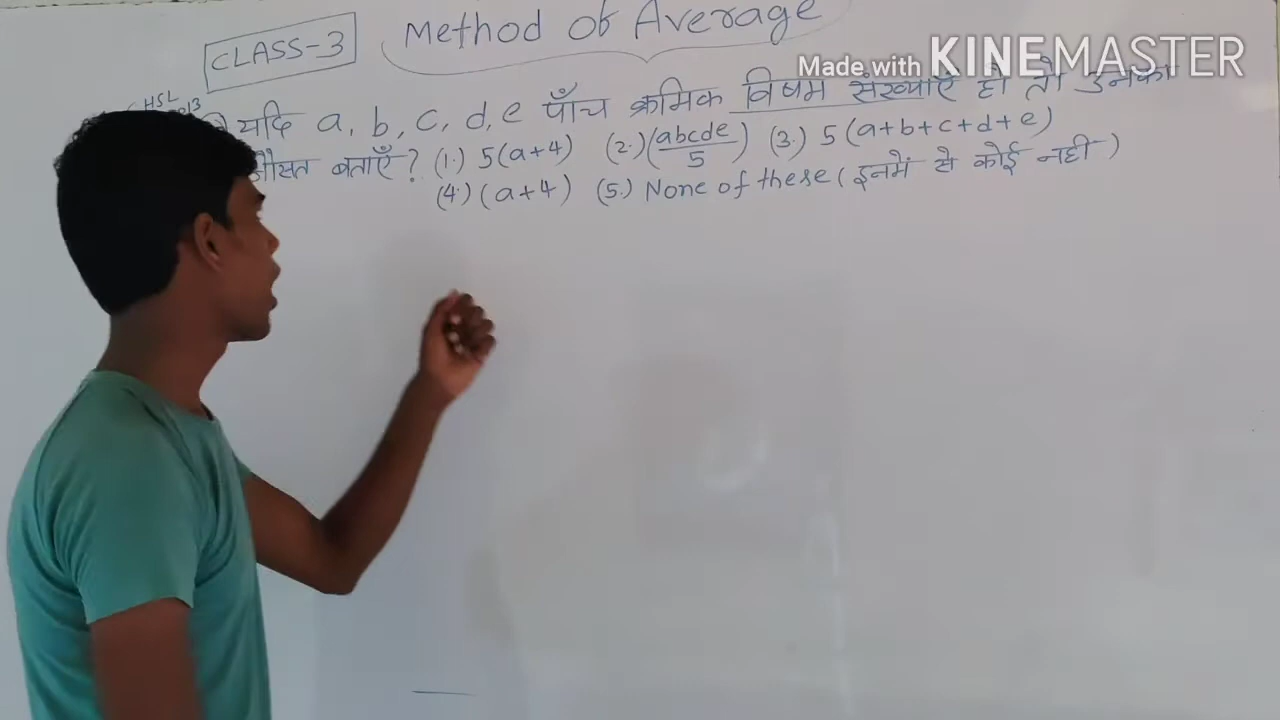 CLASS-3
Method of Average
Made with KINEMASTER
HSL
यदि a, b, c, d, e पाँच क्रमिक विषम संख्याएँ हो तो उनका
औसत बताएँ ? (1.) 5(a+4) (2.) (abcde/5) (3.) 5(a+b+c+d+e)
(4.) (a+4) (5.) None of these (इनमें से कोई नही)